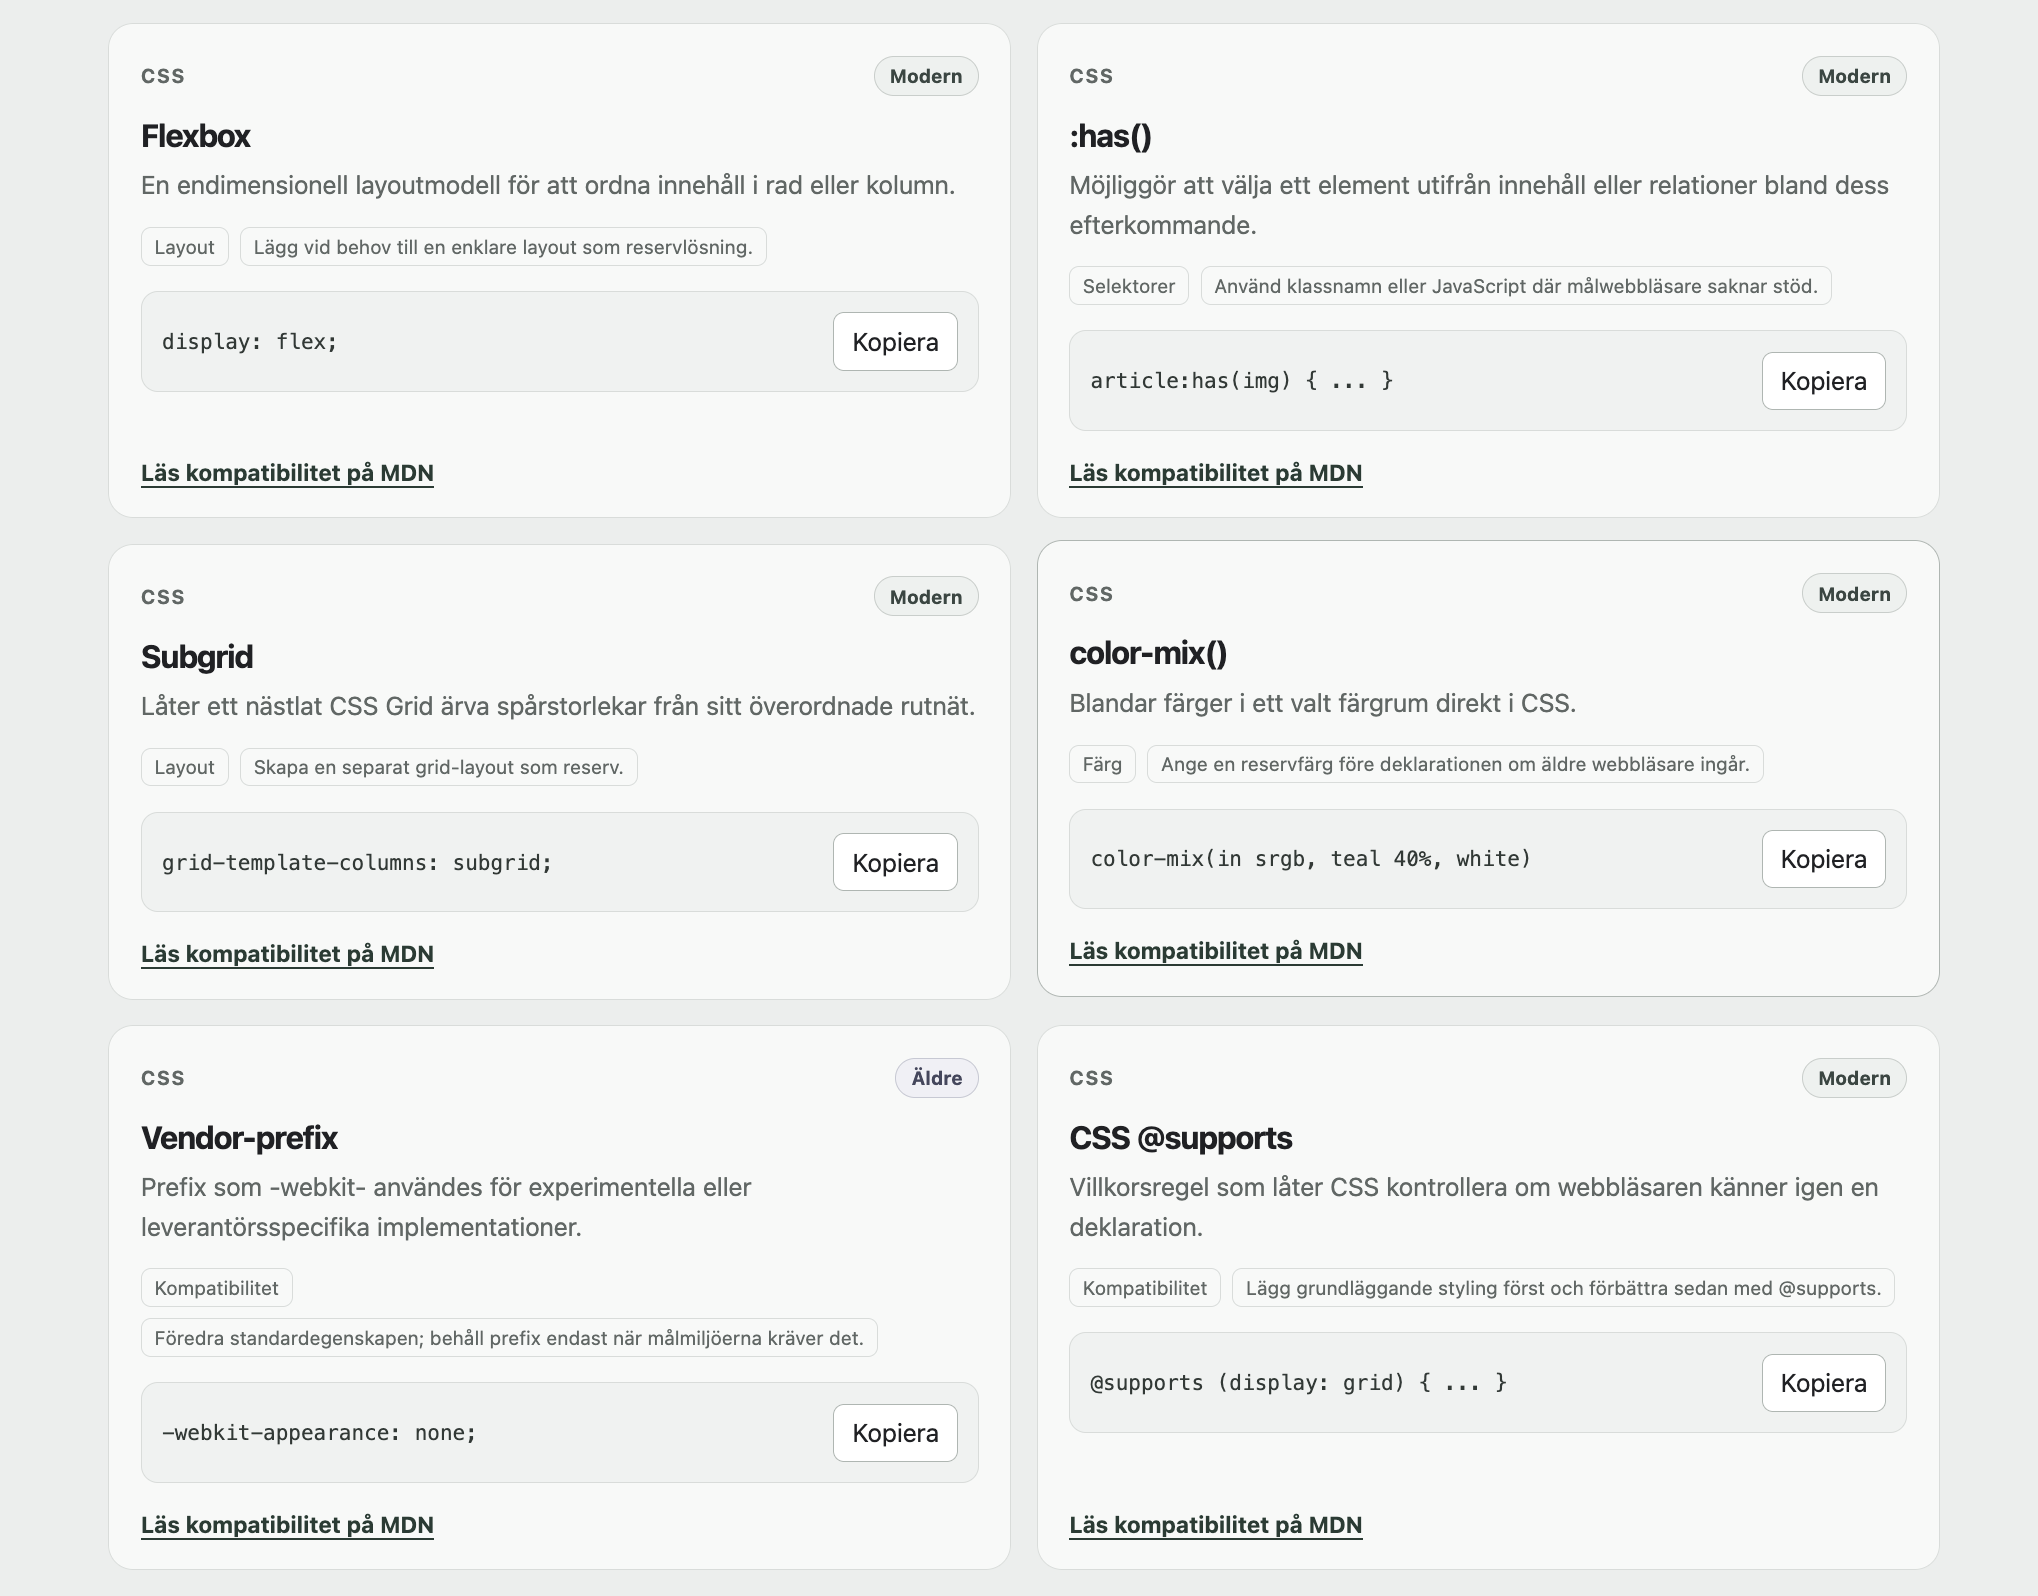 CSS
Modern
Flexbox
En endimensionell layoutmodell för att ordna innehåll i rad eller kolumn.
Layout
Lägg vid behov till en enklare layout som reservlösning.
display: flex;
Kopiera
Läs kompatibilitet på MDN
CSS
Modern
:has()
Möjliggör att välja ett element utifrån innehåll eller relationer bland dess
efterkommande.
Selektorer
Använd klassnamn eller JavaScript där målwebbläsare saknar stöd.
article:has(img) { ... }
Kopiera
Läs kompatibilitet på MDN
CSS
Modern
Subgrid
Låter ett nästlat CSS Grid ärva spårstorlekar från sitt överordnade rutnät.
Layout
Skapa en separat grid-layout som reserv.
grid-template-columns: subgrid;
Kopiera
Läs kompatibilitet på MDN
CSS
Modern
color-mix()
Blandar färger i ett valt färgrum direkt i CSS.
Färg
Ange en reservfärg före deklarationen om äldre webbläsare ingår.
color-mix(in srgb, teal 40%, white)
Kopiera
Läs kompatibilitet på MDN
CSS
Äldre
Vendor-prefix
Prefix som -webkit- användes för experimentella eller
leverantörsspecifika implementationer.
Kompatibilitet
Föredra standardegenskapen; behåll prefix endast när målmiljöerna kräver det.
-webkit-appearance: none;
Kopiera
Läs kompatibilitet på MDN
CSS
Modern
CSS @supports
Villkorsregel som låter CSS kontrollera om webbläsaren känner igen en
deklaration.
Kompatibilitet
Lägg grundläggande styling först och förbättra sedan med @supports.
@supports (display: grid) { ... }
Kopiera
Läs kompatibilitet på MDN